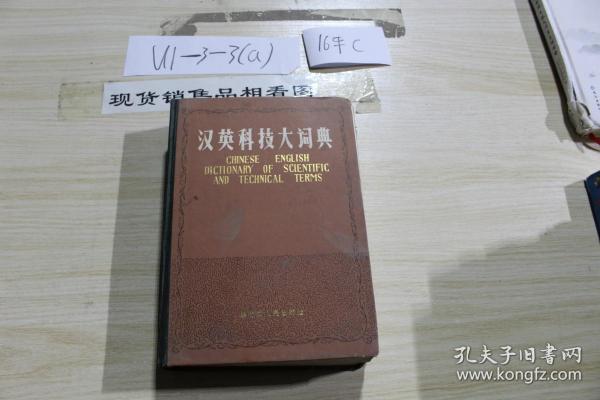 U1-3-3(a)
16牛C
现货销售品相看图
汉英科技大词典
CHINESE ENGLISH
DICTIONARY OF SCIENTIFIC
AND TECHNICAL TERMS
孔夫子旧书网
www.kongfz.com